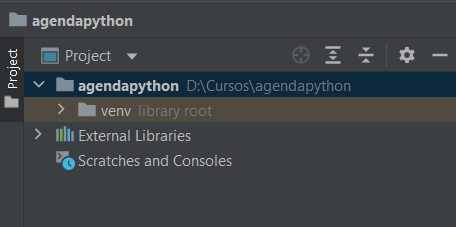 agendapython
Project
Project
agendapython D:\Cursos\agendapython
venv library root
External Libraries
Scratches and Consoles